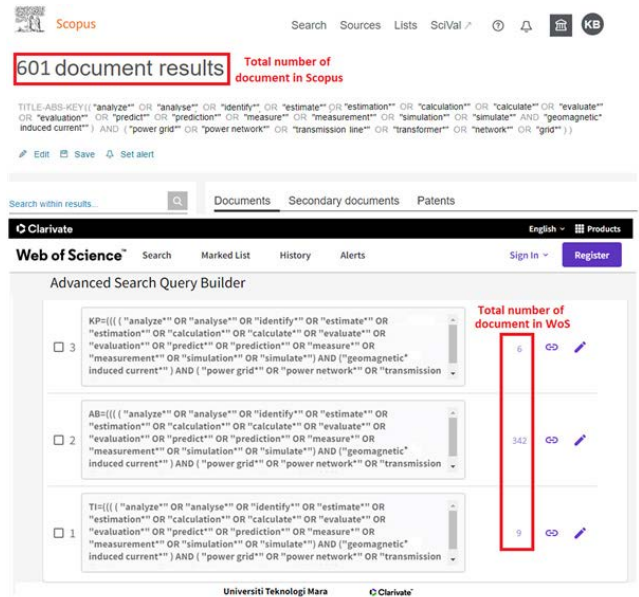 Scopus
Search Sources Lists SciVal ↗ KB
601 document results
Total number of
document in Scopus
TITLE-ABS-KEY(( "analyze*" OR "analyse*" OR "identify*" OR "estimate*" OR "estimation*" OR "calculation*" OR "calculate*" OR "evaluate*"
OR "evaluation*" OR "predict*" OR "prediction*" OR "measure*" OR "measurement*" OR "simulation*" OR "simulate*" AND "geomagnetic*
induced current*" ) AND ( "power grid*" OR "power network*" OR "transmission line*" OR "transformer*" OR "network*" OR "grid*" ) )
Edit Save Set alert
Search within results...
Documents Secondary documents Patents
Clarivate English Products
Web of Science™ Search Marked List History Alerts Sign In Register
Advanced Search Query Builder
Total number of
document in WoS
KP=((( ( "analyze*" OR "analyse*" OR "identify*" OR "estimate*" OR
"estimation*" OR "calculation*" OR "calculate*" OR "evaluate*" OR
"evaluation*" OR "predict*" OR "prediction*" OR "measure*" OR
3 6
"measurement*" OR "simulation*" OR "simulate*") AND ("geomagnetic*
induced current*" ) AND ( "power grid*" OR "power network*" OR "transmission
AB=((( ( "analyze*" OR "analyse*" OR "identify*" OR "estimate*" OR
"estimation*" OR "calculation*" OR "calculate*" OR "evaluate*" OR
"evaluation*" OR "predict*" OR "prediction*" OR "measure*" OR
2 342
"measurement*" OR "simulation*" OR "simulate*") AND ("geomagnetic*
induced current*" ) AND ( "power grid*" OR "power network*" OR "transmission
TI=((( ( "analyze*" OR "analyse*" OR "identify*" OR "estimate*" OR
"estimation*" OR "calculation*" OR "calculate*" OR "evaluate*" OR
"evaluation*" OR "predict*" OR "prediction*" OR "measure*" OR
1 9
"measurement*" OR "simulation*" OR "simulate*") AND ("geomagnetic*
induced current*" ) AND ( "power grid*" OR "power network*" OR "transmission
Universiti Teknologi Mara Clarivate™